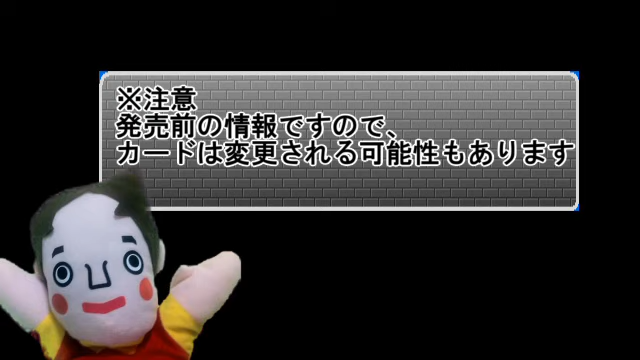 ※注意
発売前の情報ですので、
カードは変更される可能性もあります